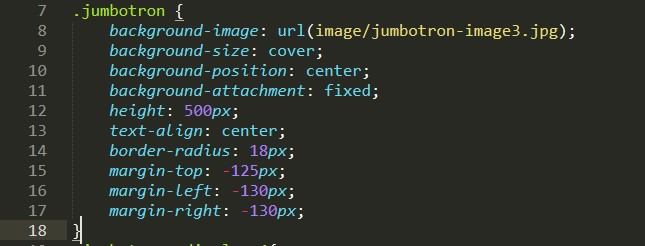 7 .jumbotron {
8 background-image: url(image/jumbotron-image3.jpg);
9 background-size: cover;
10 background-position: center;
11 background-attachment: fixed;
12 height: 500px;
13 text-align: center;
14 border-radius: 18px;
15 margin-top: -125px;
16 margin-left: -130px;
17 margin-right: -130px;
18 }